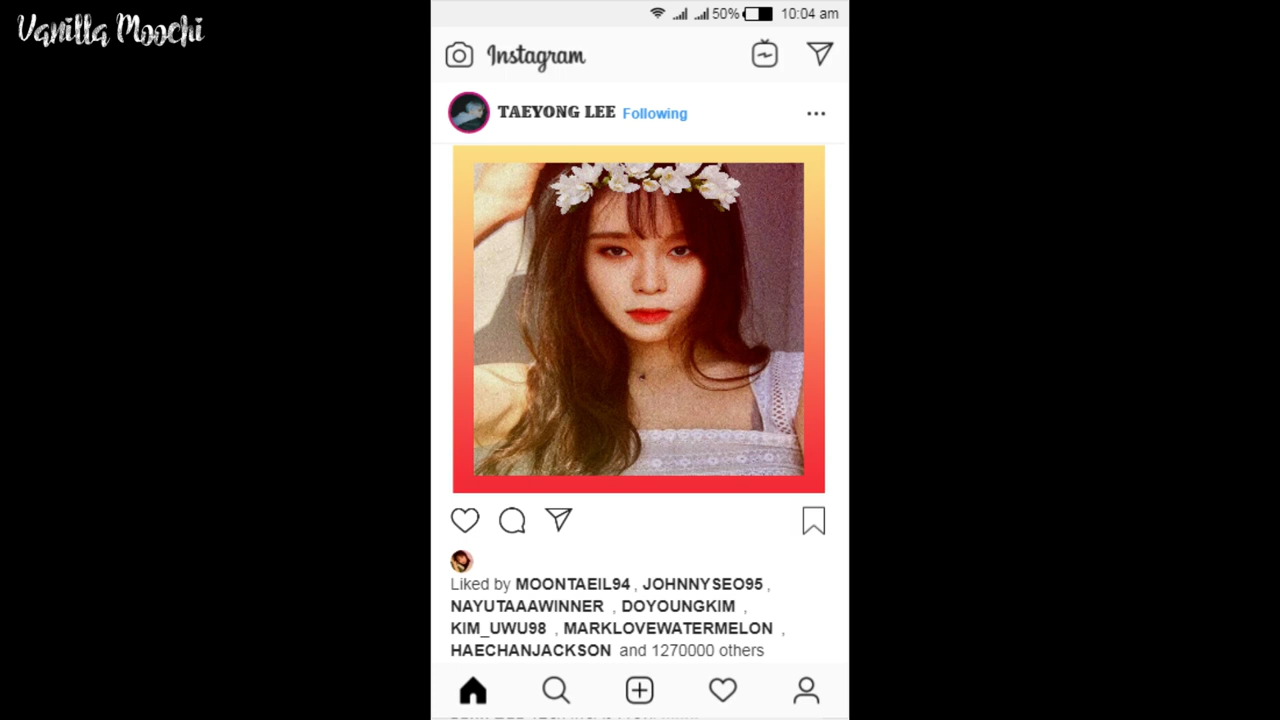 Vanilla Moochi
50% 10:04 am
Instagram
TAEYONG LEE Following
Liked by MOONTAEIL94 , JOHNNYSEO95 ,
NAYUTAAAWINNER , DOYOUNGKIM ,
KIM_UWU98 , MARKLOVEWATERMELON ,
HAECHANJACKSON and 1270000 others